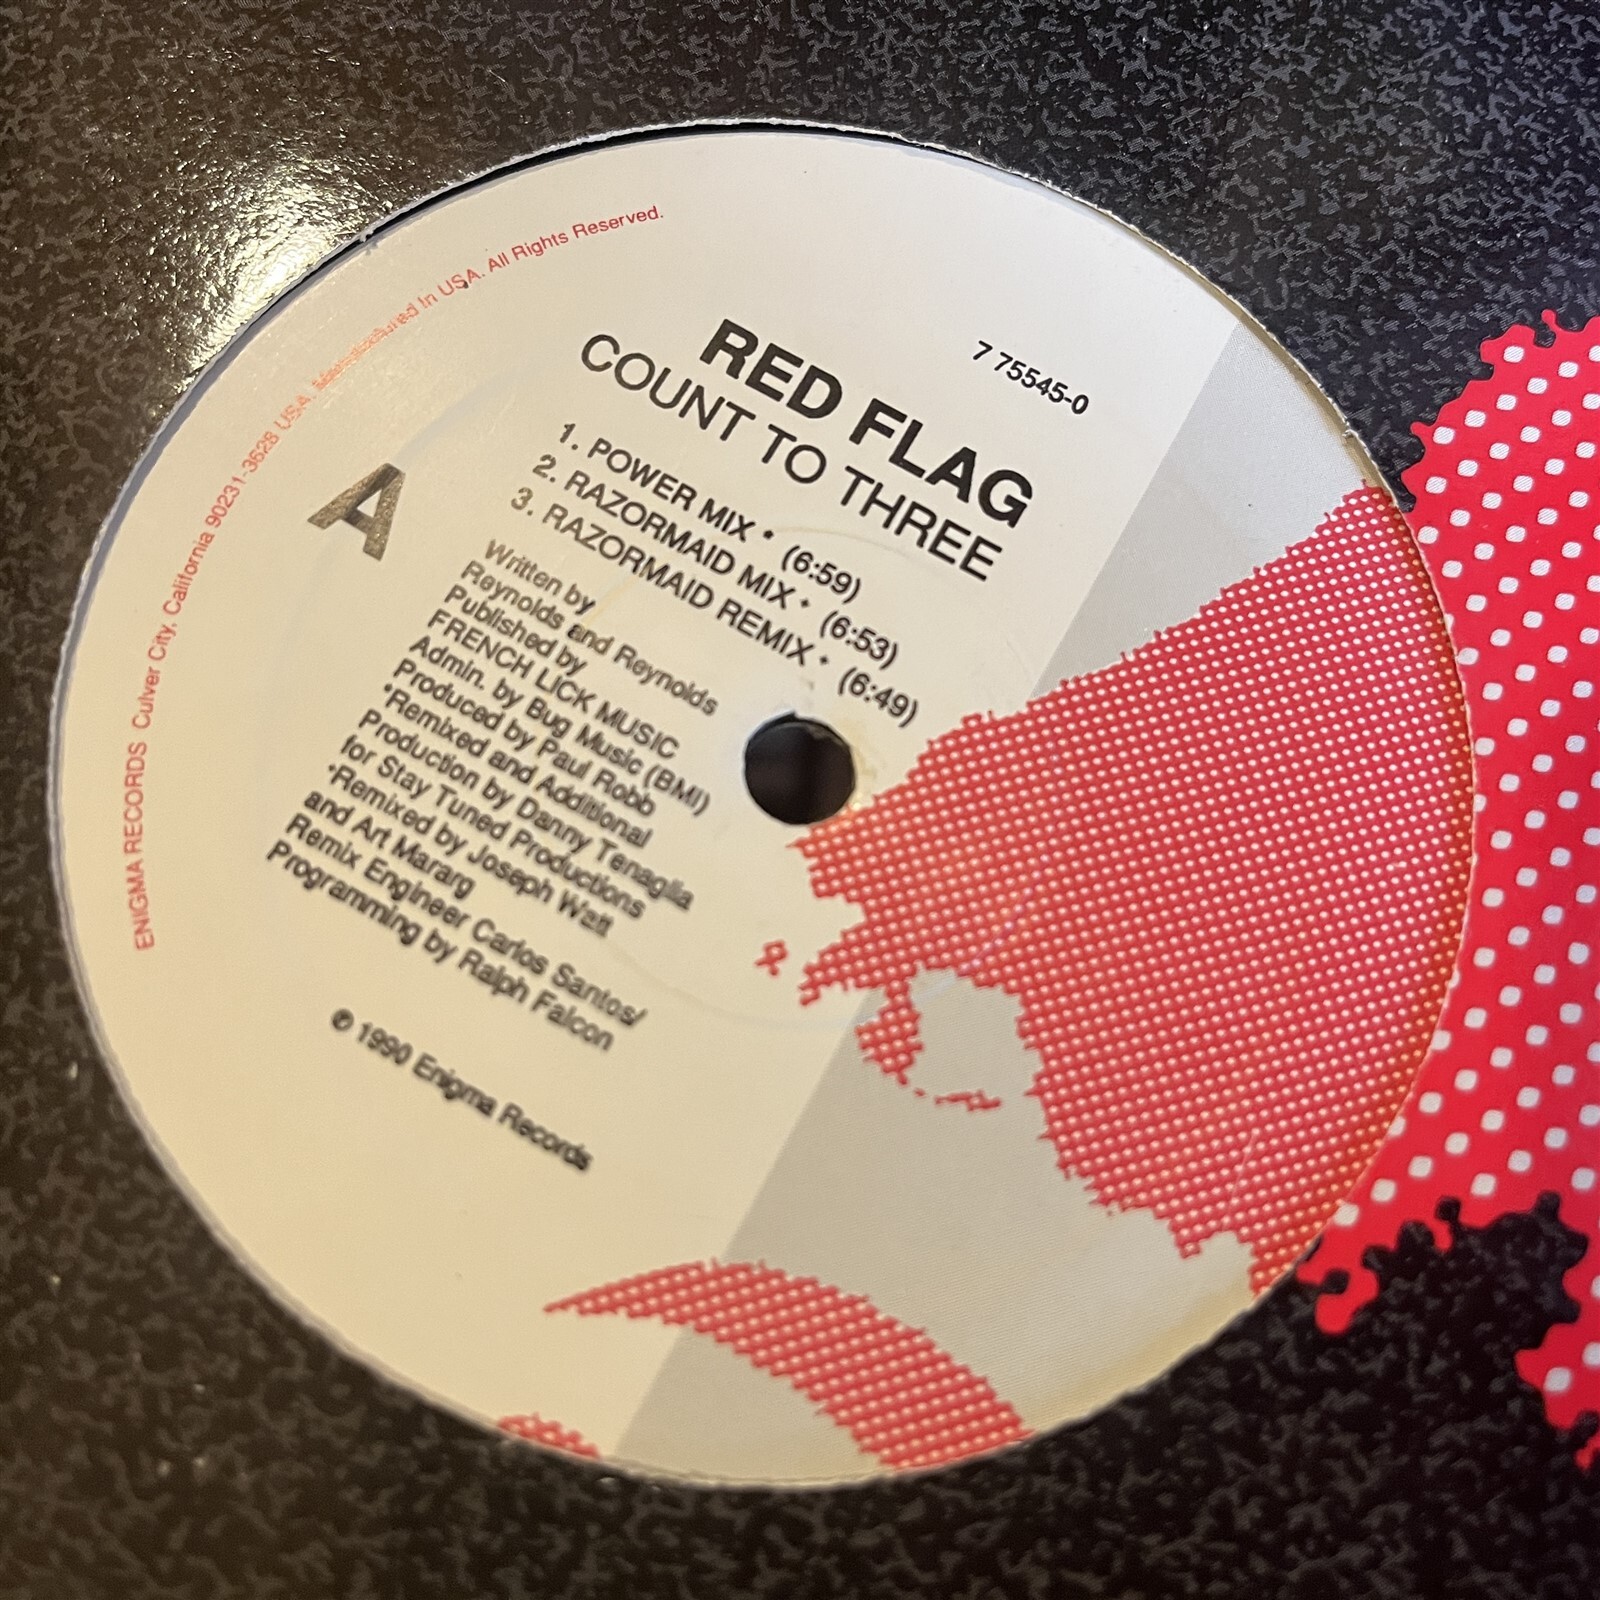 ENIGMA RECORDS Culver City, California 90231-3628 USA. Manufactured In USA. All Rights Reserved.
7 75545-0
RED FLAG
COUNT TO THREE
1. POWER MIX * (6:59)
2. RAZORMAID MIX • (6:53)
3. RAZORMAID REMIX • (6:49)
A
Written by
Reynolds and Reynolds
Published by
FRENCH LICK MUSIC
Admin. by Bug Music (BMI)
Produced by Paul Robb
*Remixed and Additional
Production by Danny Tenaglia
for Stay Tuned Productions
•Remixed by Joseph Watt
and Art Mararg
Remix Engineer Carlos Santos/
Programming by Ralph Falcon
℗ 1990 Enigma Records